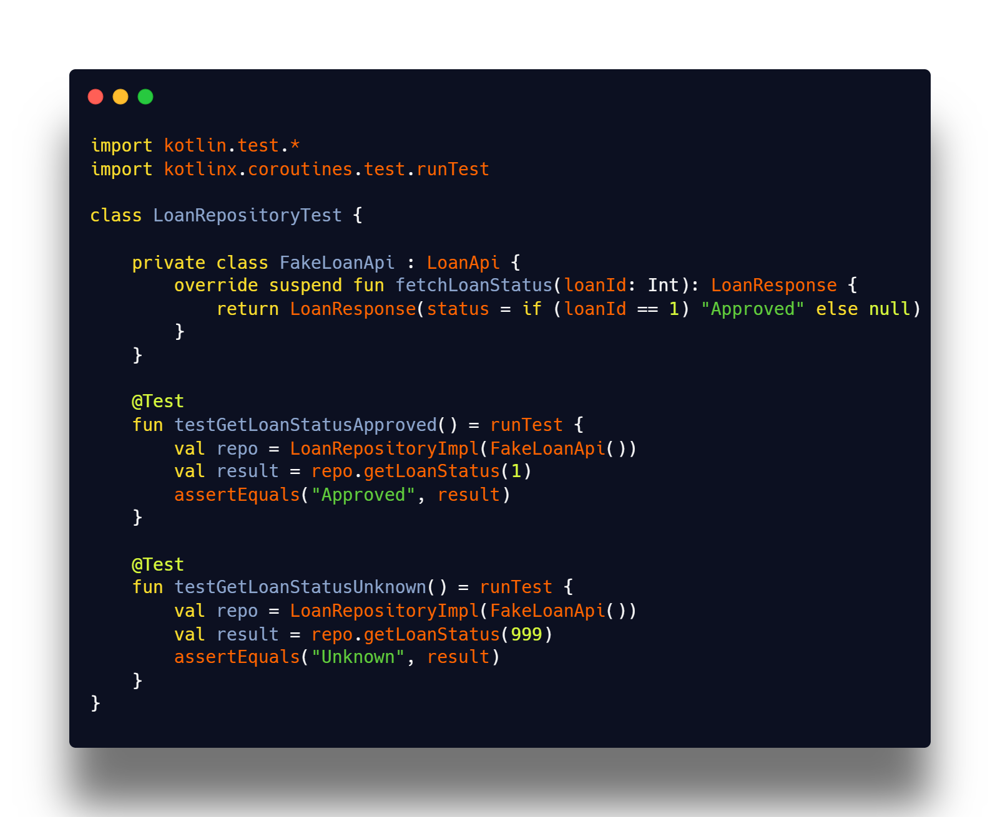 import kotlin.test.*
import kotlinx.coroutines.test.runTest

class LoanRepositoryTest {

    private class FakeLoanApi : LoanApi {
        override suspend fun fetchLoanStatus(loanId: Int): LoanResponse {
            return LoanResponse(status = if (loanId == 1) "Approved" else null)
        }
    }

    @Test
    fun testGetLoanStatusApproved() = runTest {
        val repo = LoanRepositoryImpl(FakeLoanApi())
        val result = repo.getLoanStatus(1)
        assertEquals("Approved", result)
    }

    @Test
    fun testGetLoanStatusUnknown() = runTest {
        val repo = LoanRepositoryImpl(FakeLoanApi())
        val result = repo.getLoanStatus(999)
        assertEquals("Unknown", result)
    }
}